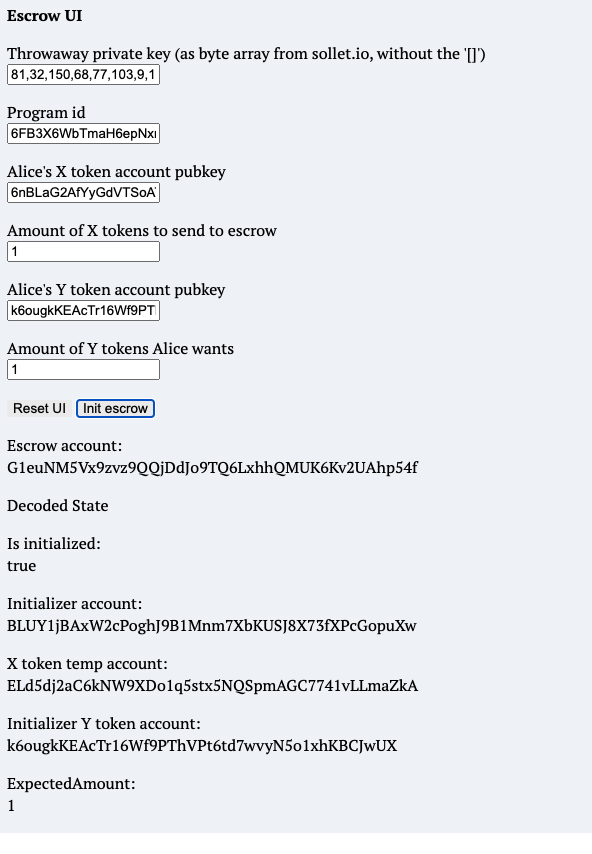 Escrow UI
Throwaway private key (as byte array from sollet.io, without the '[]')
81,32,150,68,77,103,9,1
Program id
6FB3X6WbTmaH6epNx
Alice's X token account pubkey
6nBLaG2AfYyGdVTSoA
Amount of X tokens to send to escrow
1
Alice's Y token account pubkey
k6ougkKEAcTr16Wf9PT
Amount of Y tokens Alice wants
1
Reset UI Init escrow
Escrow account:
G1euNM5Vx9zvz9QQjDdJo9TQ6LxhhQMUK6Kv2UAhp54f
Decoded State
Is initialized:
true
Initializer account:
BLUY1jBAxW2cPoghJ9B1Mnm7XbKUSJ8X73fXPcGopuXw
X token temp account:
ELd5dj2aC6kNW9XDo1q5stx5NQSpmAGC7741vLLmaZkA
Initializer Y token account:
k6ougkKEAcTr16Wf9PThVPt6td7wvyN5o1xhKBCJwUX
ExpectedAmount:
1